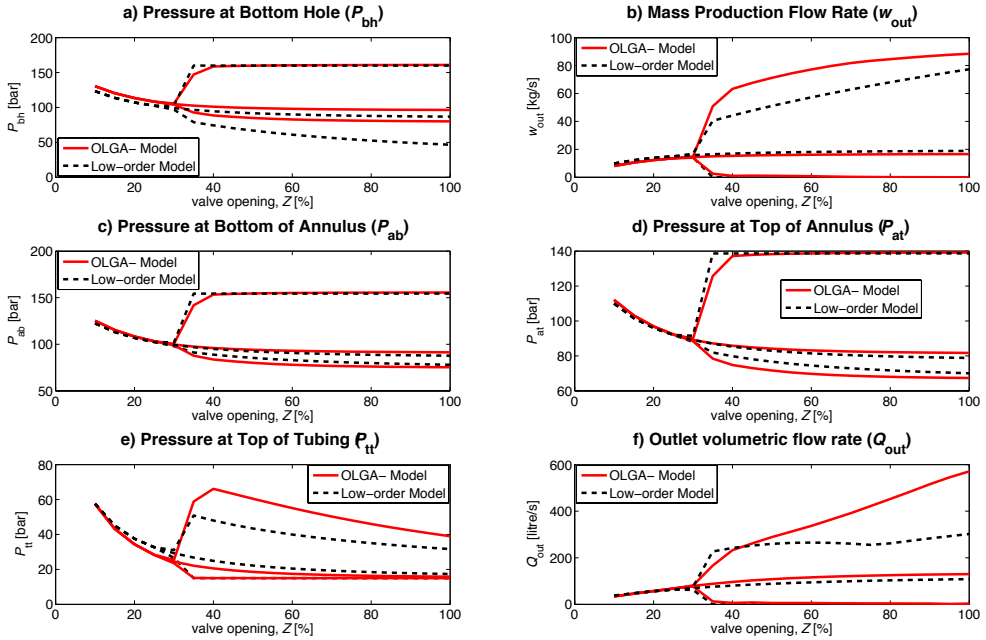 a) Pressure at Bottom Hole (Pbh)
200
150
100
50
0
Pbh [bar]
OLGA− Model
Low−order Model
0 20 40 60 80 100
valve opening, Z [%]
b) Mass Production Flow Rate (wout)
100
80
60
40
20
0
wout [kg/s]
OLGA− Model
Low−order Model
0 20 40 60 80 100
valve opening, Z [%]
c) Pressure at Bottom of Annulus (Pab)
200
150
100
50
Pab [bar]
OLGA− Model
Low−order Model
0 20 40 60 80 100
valve opening, Z [%]
d) Pressure at Top of Annulus (Pat)
140
120
100
80
60
Pat [bar]
OLGA− Model
Low−order Model
0 20 40 60 80 100
valve opening, Z [%]
e) Pressure at Top of Tubing (Ptt)
80
60
40
20
0
Ptt [bar]
OLGA− Model
Low−order Model
0 20 40 60 80 100
valve opening, Z [%]
f) Outlet volumetric flow rate (Qout)
600
400
200
0
Qout [litre/s]
OLGA− Model
Low−order Model
0 20 40 60 80 100
valve opening, Z [%]